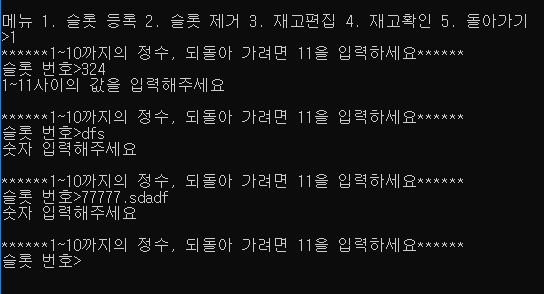 메뉴 1. 슬롯 등록 2. 슬롯 제거 3. 재고편집 4. 재고확인 5. 돌아가기
>1
******1~10까지의 정수, 되돌아 가려면 11을 입력하세요******
슬롯 번호>324
1~11사이의 값을 입력해주세요
******1~10까지의 정수, 되돌아 가려면 11을 입력하세요******
슬롯 번호>dfs
숫자 입력해주세요
******1~10까지의 정수, 되돌아 가려면 11을 입력하세요******
슬롯 번호>77777.sdadf
숫자 입력해주세요
******1~10까지의 정수, 되돌아 가려면 11을 입력하세요******
슬롯 번호>